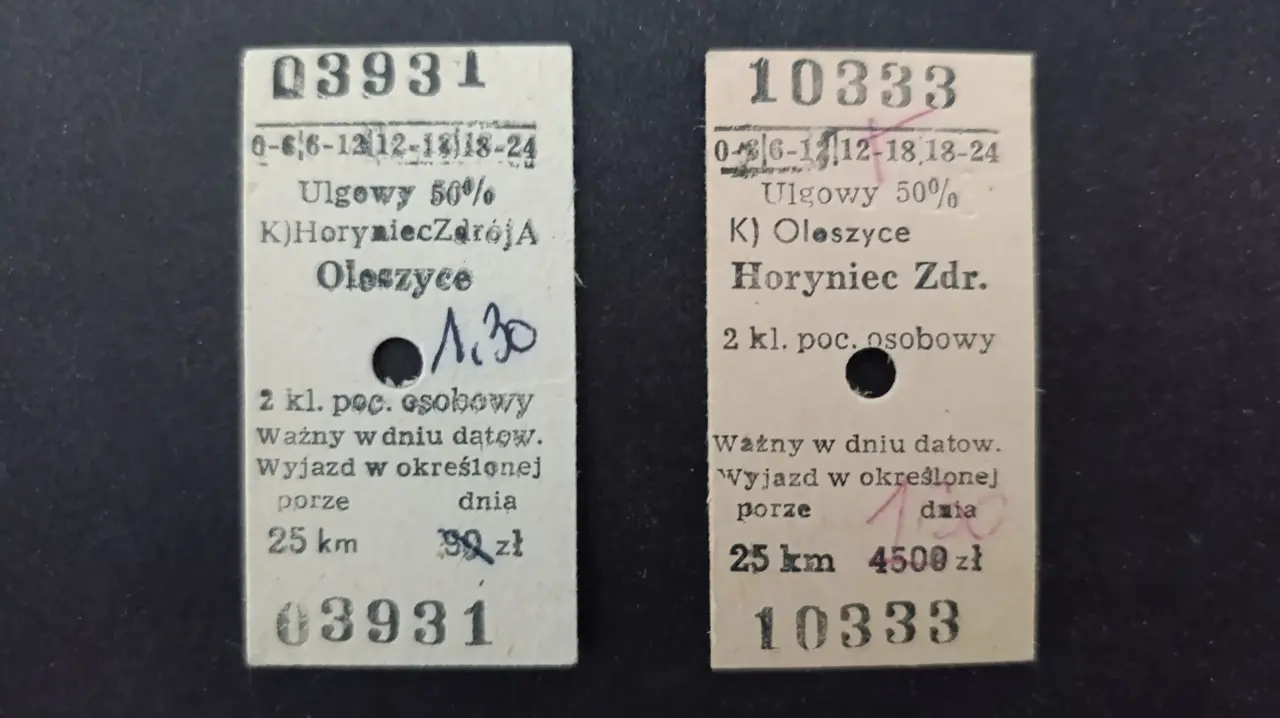 03931
0-6 6-12 12-18 18-24
Ulgowy 50%
K)HoryniecZdrójA
Oleszyce
1.30
2 kl. poc. osobowy
Ważny w dniu datow.
Wyjazd w określonej
porze dnia
25 km 90 zł
03931
10333
0-6 6-12 12-18 18-24
Ulgowy 50%
K) Oleszyce
Horyniec Zdr.
2 kl. poc. osobowy
Ważny w dniu datow.
Wyjazd w określonej
porze dnia
25 km 4500 zł
10333